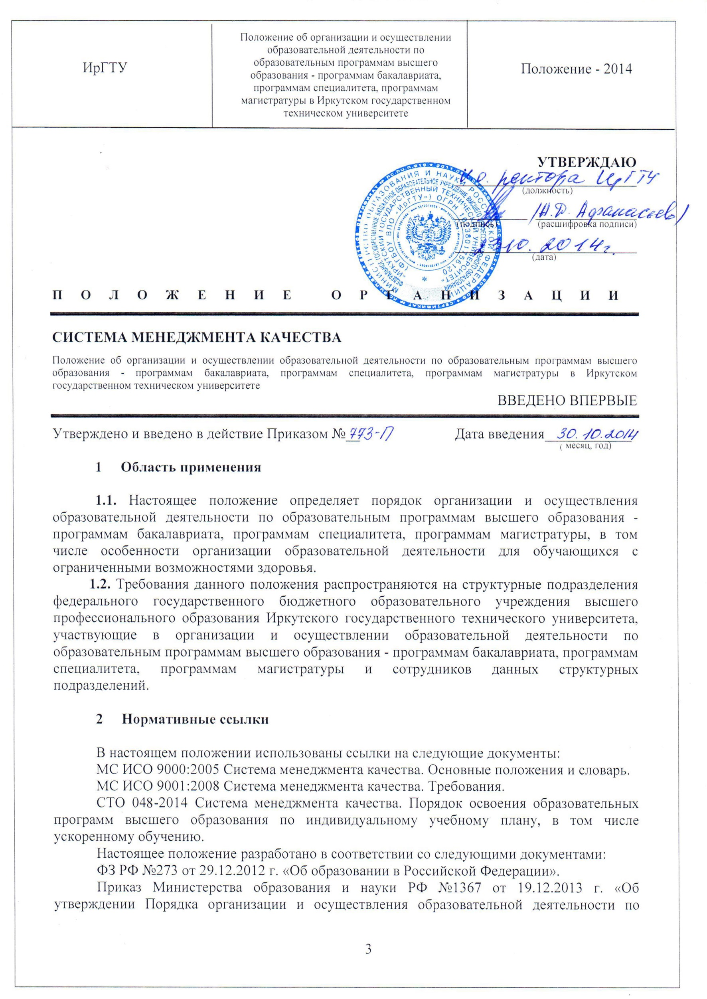 ИрГТУ
Положение об организации и осуществлении
образовательной деятельности по
образовательным программам высшего
образования - программам бакалавриата,
программам специалитета, программам
магистратуры в Иркутском государственном
техническом университете
Положение - 2014
УТВЕРЖДАЮ
И.о. ректора ИрГТУ
(должность)
/А.Д. Афанасьев/
(подпись) (расшифровка подписи)
10. 2014г.
(дата)
МИНИСТЕРСТВО ОБРАЗОВАНИЯ И НАУКИ РОССИЙСКОЙ ФЕДЕРАЦИИ
ФЕДЕРАЛЬНОЕ ГОСУДАРСТВЕННОЕ БЮДЖЕТНОЕ ОБРАЗОВАТЕЛЬНОЕ УЧРЕЖДЕНИЕ ВЫСШЕГО ПРОФЕССИОНАЛЬНОГО ОБРАЗОВАНИЯ
«ИРКУТСКИЙ ГОСУДАРСТВЕННЫЙ ТЕХНИЧЕСКИЙ УНИВЕРСИТЕТ»
(ФГБОУ ВПО «ИрГТУ») ОГРН 1023801756120
ПОЛОЖЕНИЕ ОРГАНИЗАЦИИ
СИСТЕМА МЕНЕДЖМЕНТА КАЧЕСТВА
Положение об организации и осуществлении образовательной деятельности по образовательным программам высшего
образования - программам бакалавриата, программам специалитета, программам магистратуры в Иркутском
государственном техническом университете
ВВЕДЕНО ВПЕРВЫЕ
Утверждено и введено в действие Приказом № 773-П Дата введения 30.10.2014
( месяц, год)
1 Область применения
1.1. Настоящее положение определяет порядок организации и осуществления
образовательной деятельности по образовательным программам высшего образования -
программам бакалавриата, программам специалитета, программам магистратуры, в том
числе особенности организации образовательной деятельности для обучающихся с
ограниченными возможностями здоровья.
1.2. Требования данного положения распространяются на структурные подразделения
федерального государственного бюджетного образовательного учреждения высшего
профессионального образования Иркутского государственного технического университета,
участвующие в организации и осуществлении образовательной деятельности по
образовательным программам высшего образования - программам бакалавриата, программам
специалитета, программам магистратуры и сотрудников данных структурных
подразделений.
2 Нормативные ссылки
В настоящем положении использованы ссылки на следующие документы:
МС ИСО 9000:2005 Система менеджмента качества. Основные положения и словарь.
МС ИСО 9001:2008 Система менеджмента качества. Требования.
СТО 048-2014 Система менеджмента качества. Порядок освоения образовательных
программ высшего образования по индивидуальному учебному плану, в том числе
ускоренному обучению.
Настоящее положение разработано в соответствии со следующими документами:
ФЗ РФ №273 от 29.12.2012 г. «Об образовании в Российской Федерации».
Приказ Министерства образования и науки РФ №1367 от 19.12.2013 г. «Об
утверждении Порядка организации и осуществления образовательной деятельности по
3